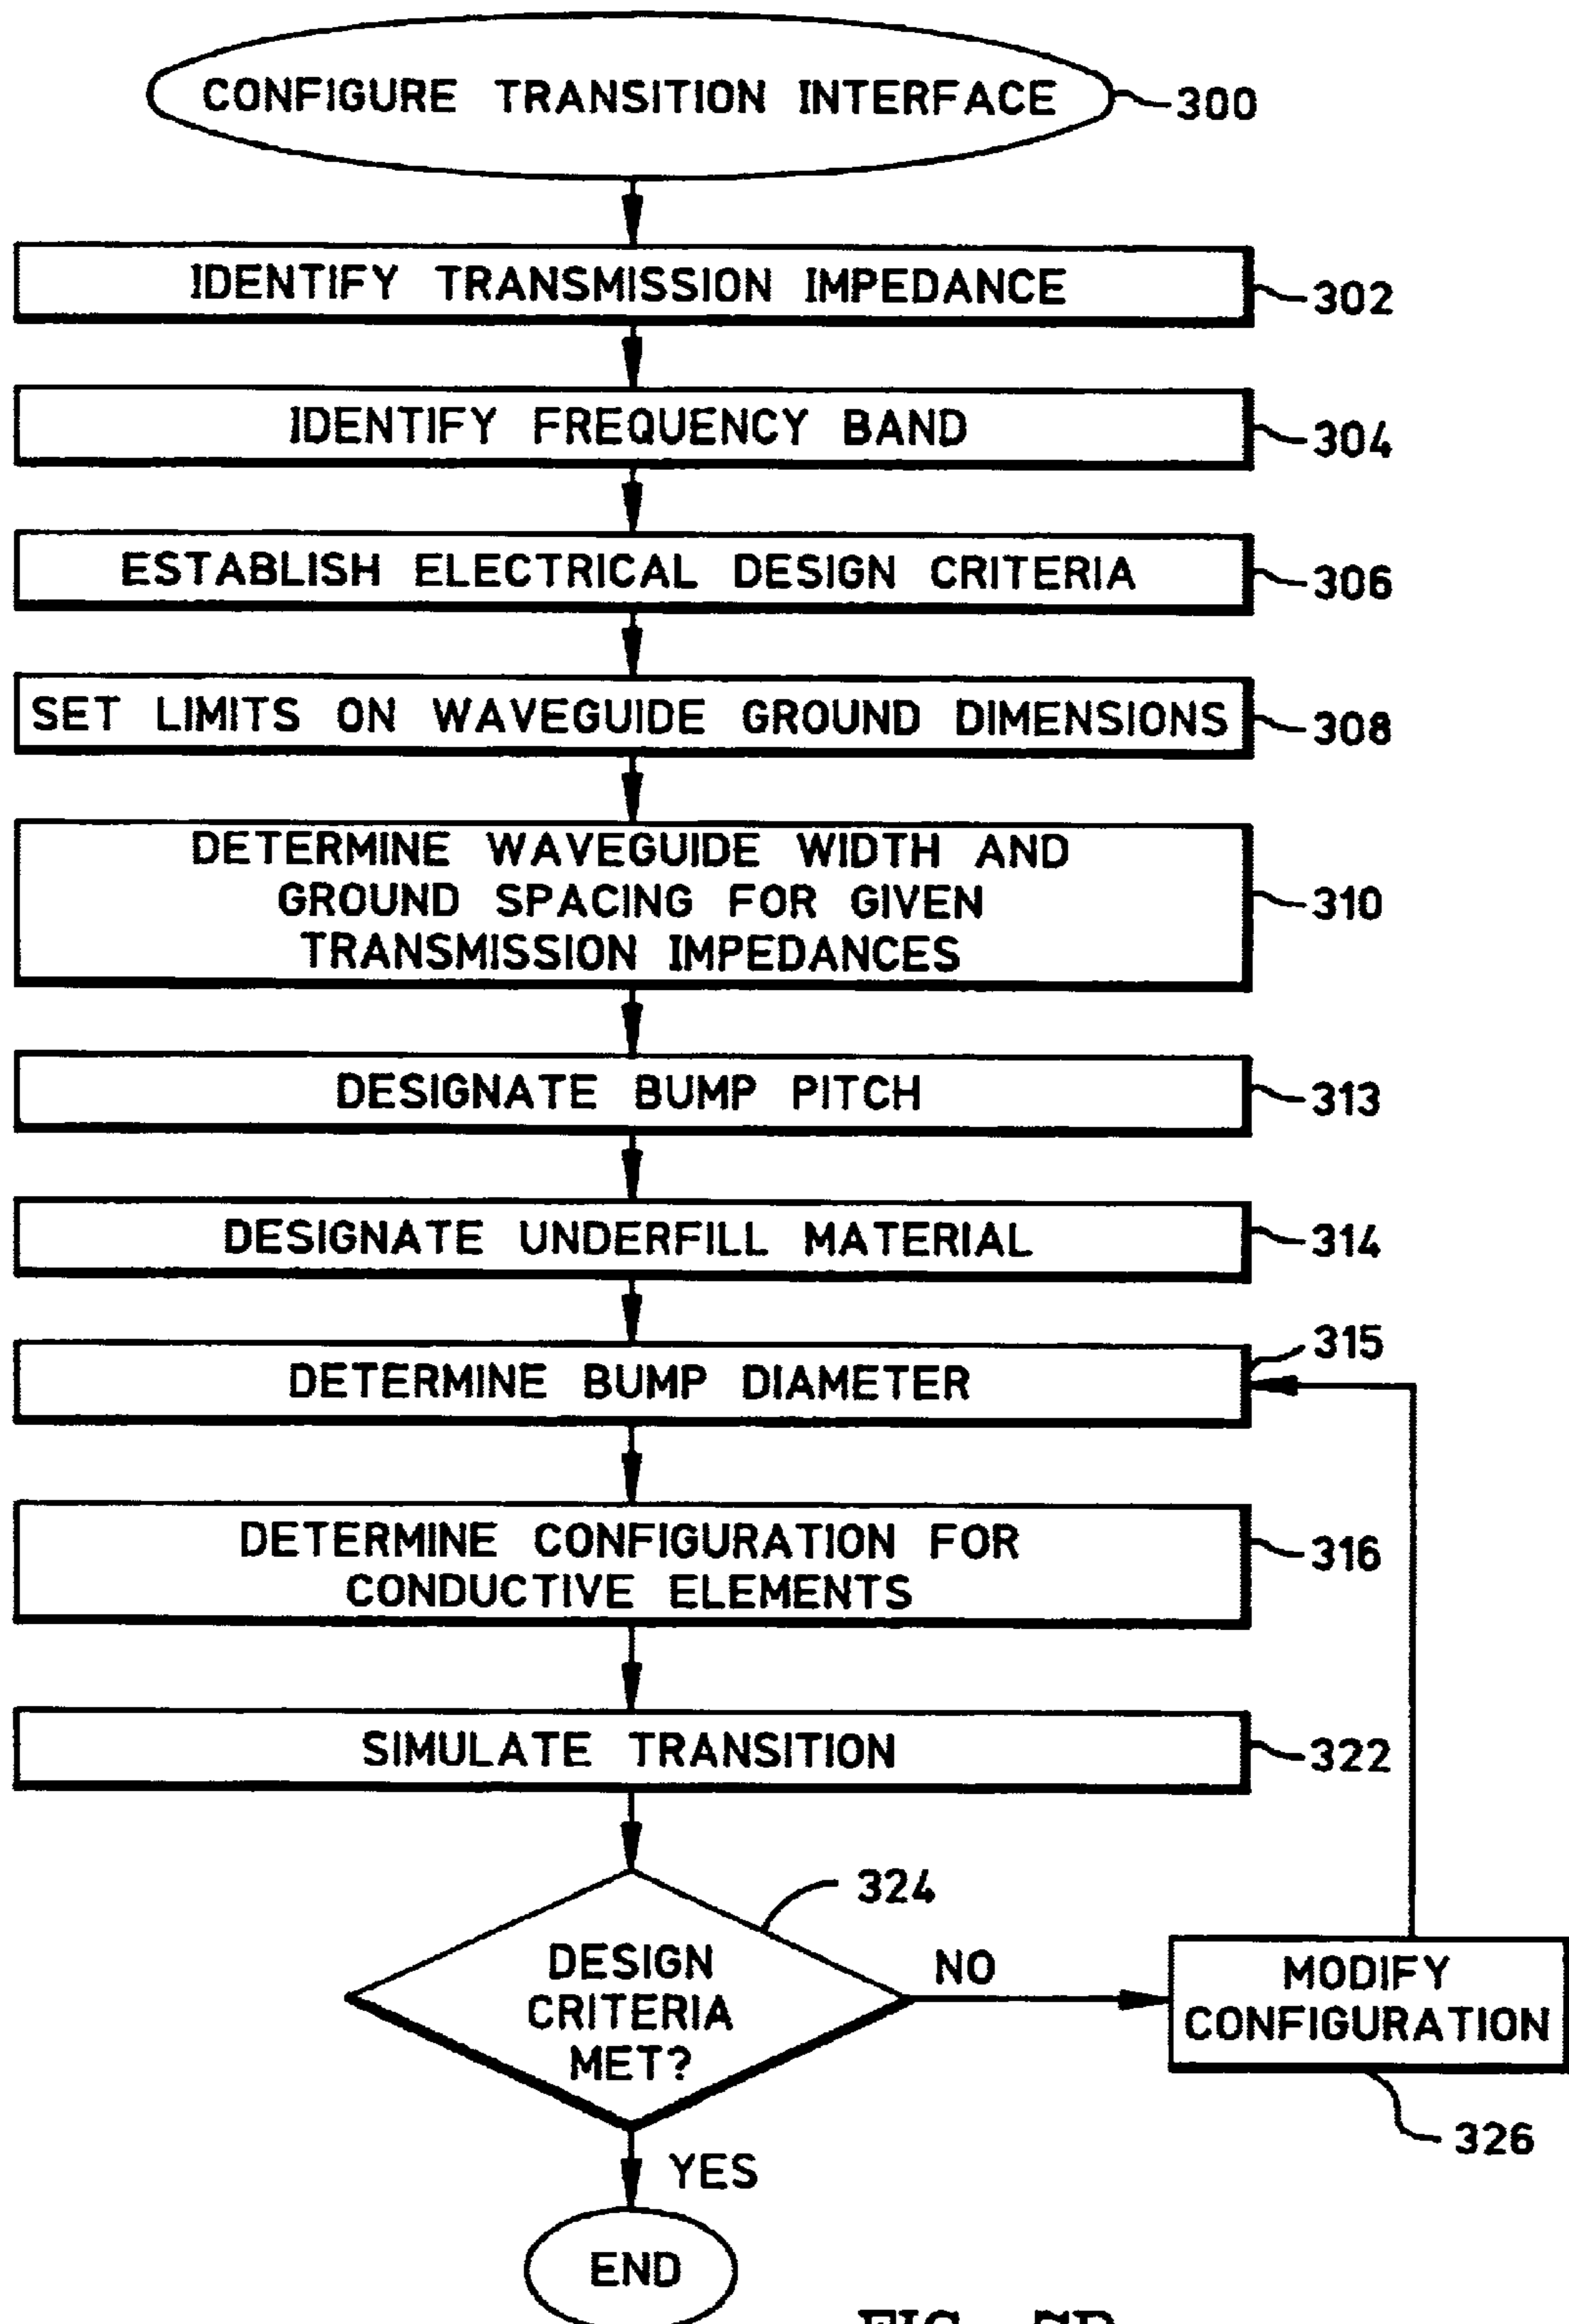 CONFIGURE TRANSITION INTERFACE
300
IDENTIFY TRANSMISSION IMPEDANCE
302
IDENTIFY FREQUENCY BAND
304
ESTABLISH ELECTRICAL DESIGN CRITERIA
306
SET LIMITS ON WAVEGUIDE GROUND DIMENSIONS
308
DETERMINE WAVEGUIDE WIDTH AND
GROUND SPACING FOR GIVEN
TRANSMISSION IMPEDANCES
310
DESIGNATE BUMP PITCH
313
DESIGNATE UNDERFILL MATERIAL
314
DETERMINE BUMP DIAMETER
315
DETERMINE CONFIGURATION FOR
CONDUCTIVE ELEMENTS
316
SIMULATE TRANSITION
322
324
DESIGN
CRITERIA
MET?
NO
MODIFY
CONFIGURATION
326
YES
END